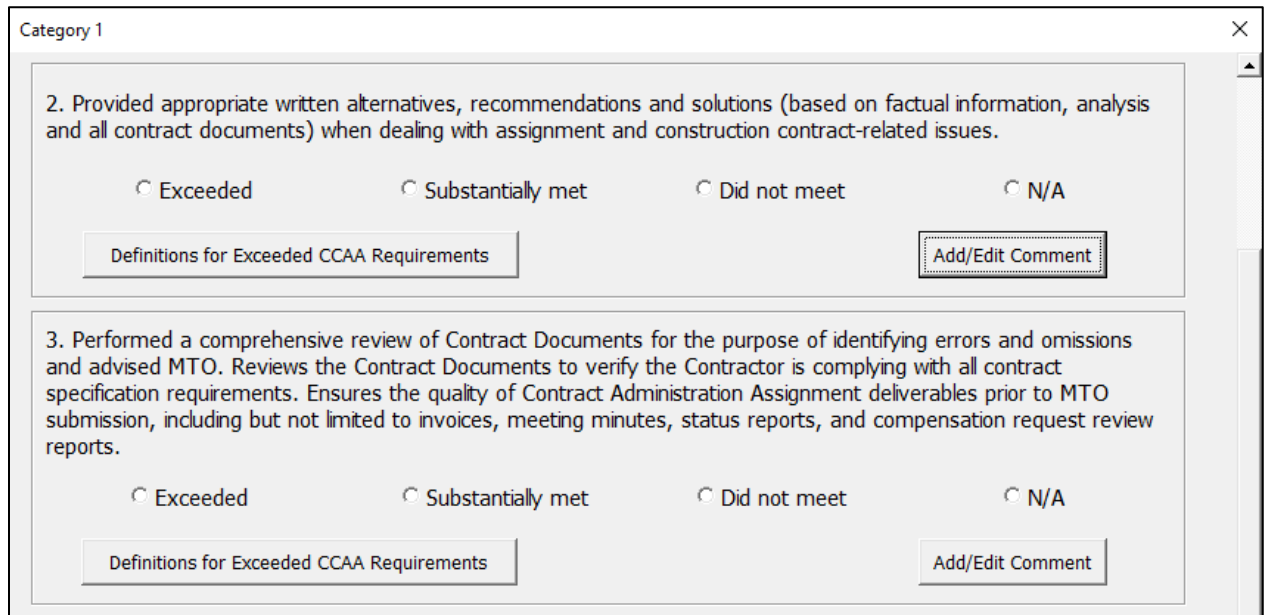 Category 1
2. Provided appropriate written alternatives, recommendations and solutions (based on factual information, analysis
and all contract documents) when dealing with assignment and construction contract-related issues.
Exceeded Substantially met Did not meet N/A
Definitions for Exceeded CCAA Requirements Add/Edit Comment
3. Performed a comprehensive review of Contract Documents for the purpose of identifying errors and omissions
and advised MTO. Reviews the Contract Documents to verify the Contractor is complying with all contract
specification requirements. Ensures the quality of Contract Administration Assignment deliverables prior to MTO
submission, including but not limited to invoices, meeting minutes, status reports, and compensation request review
reports.
Exceeded Substantially met Did not meet N/A
Definitions for Exceeded CCAA Requirements Add/Edit Comment